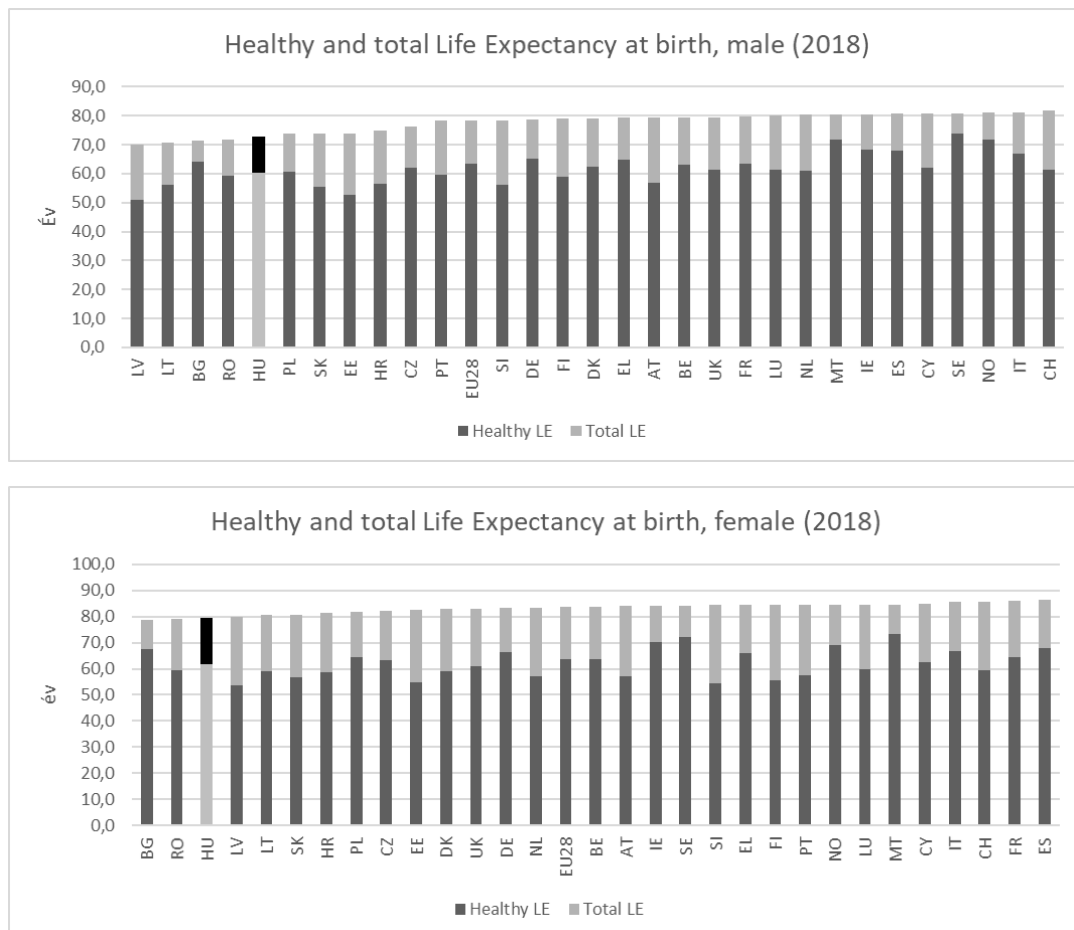 Healthy and total Life Expectancy at birth, male (2018)
90,0
80,0
70,0
60,0
50,0
40,0
30,0
20,0
10,0
0,0
Év
LV LT BG RO HU PL SK EE HR CZ PT EU28 SI DE FI DK EL AT BE UK FR LU NL MT IE ES CY SE NO IT CH
Healthy LE Total LE
Healthy and total Life Expectancy at birth, female (2018)
100,0
90,0
80,0
70,0
60,0
50,0
40,0
30,0
20,0
10,0
0,0
év
BG RO HU LV LT SK HR PL CZ EE DK UK DE NL EU28 BE AT IE SE SI EL FI PT NO LU MT CY IT CH FR ES
Healthy LE Total LE